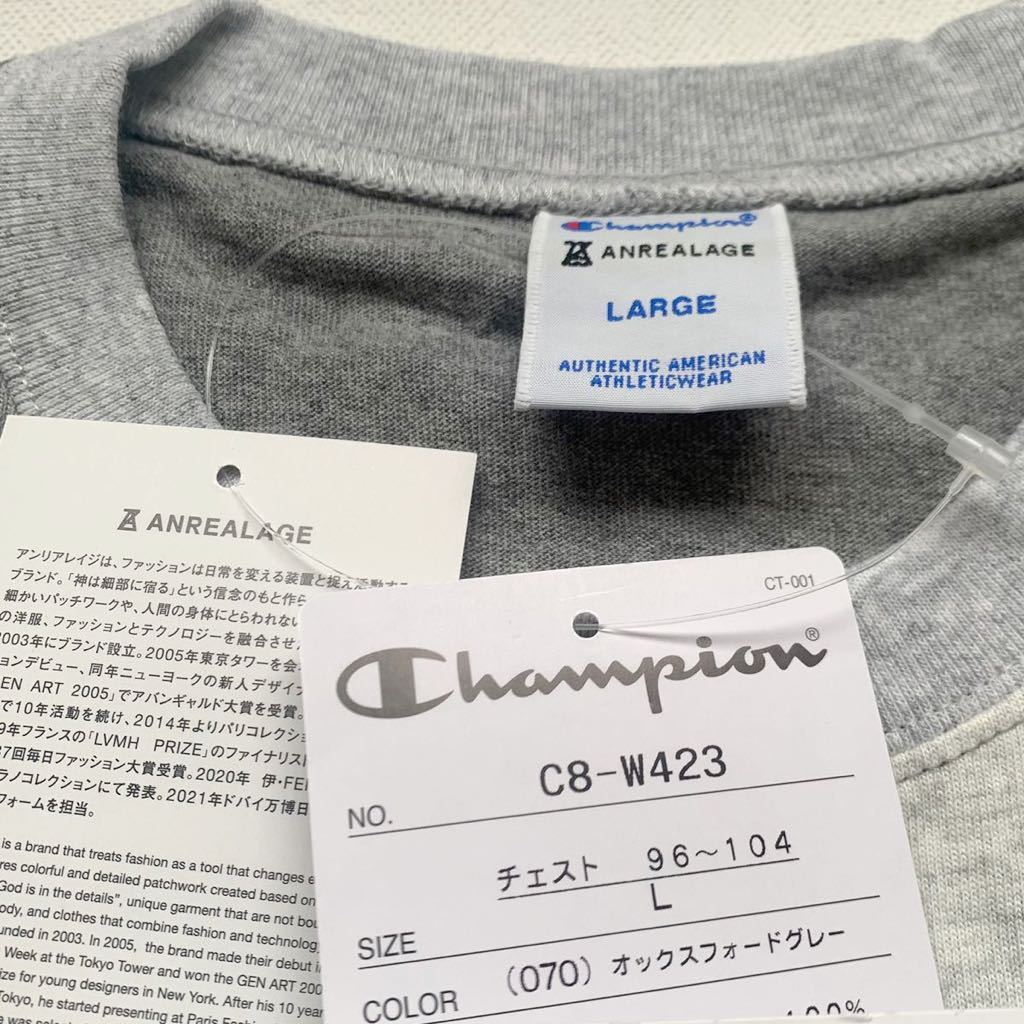 Champion®
ANREALAGE
LARGE
AUTHENTIC AMERICAN
ATHLETICWEAR
ANREALAGE
アンリアレイジは、ファッションは日常を変える装置と捉え活動する
ブランド。「神は細部に宿る」という信念のもと作ら
細かいパッチワークや、人間の身体にとらわれない
の洋服、ファッションとテクノロジーを融合させ
2003年にブランド設立。2005年東京タワーを会
ションデビュー、同年ニューヨークの新人デザイ
GEN ART 2005」でアバンギャルド大賞を受賞。
で10年活動を続け、2014年よりパリコレクショ
9年フランスの「LVMH PRIZE」のファイナリスト
37回毎日ファッション大賞受賞。2020年 伊・FE
ラノコレクションにて発表。2021年ドバイ万博日
フォームを担当。
is a brand that treats fashion as a tool that changes
res colorful and detailed patchwork created based on
God is in the details", unique garment that are not
ody, and clothes that combine fashion and technology,
unded in 2003. In 2005, the brand made their debut
Week at the Tokyo Tower and won the GEN ART 200
ize for young designers in New York. After his 10 year
Tokyo, he started presenting at Paris
CT-001
Champion®
NO. C8-W423
チェスト 96～104
SIZE L
COLOR (070) オックスフォードグレー